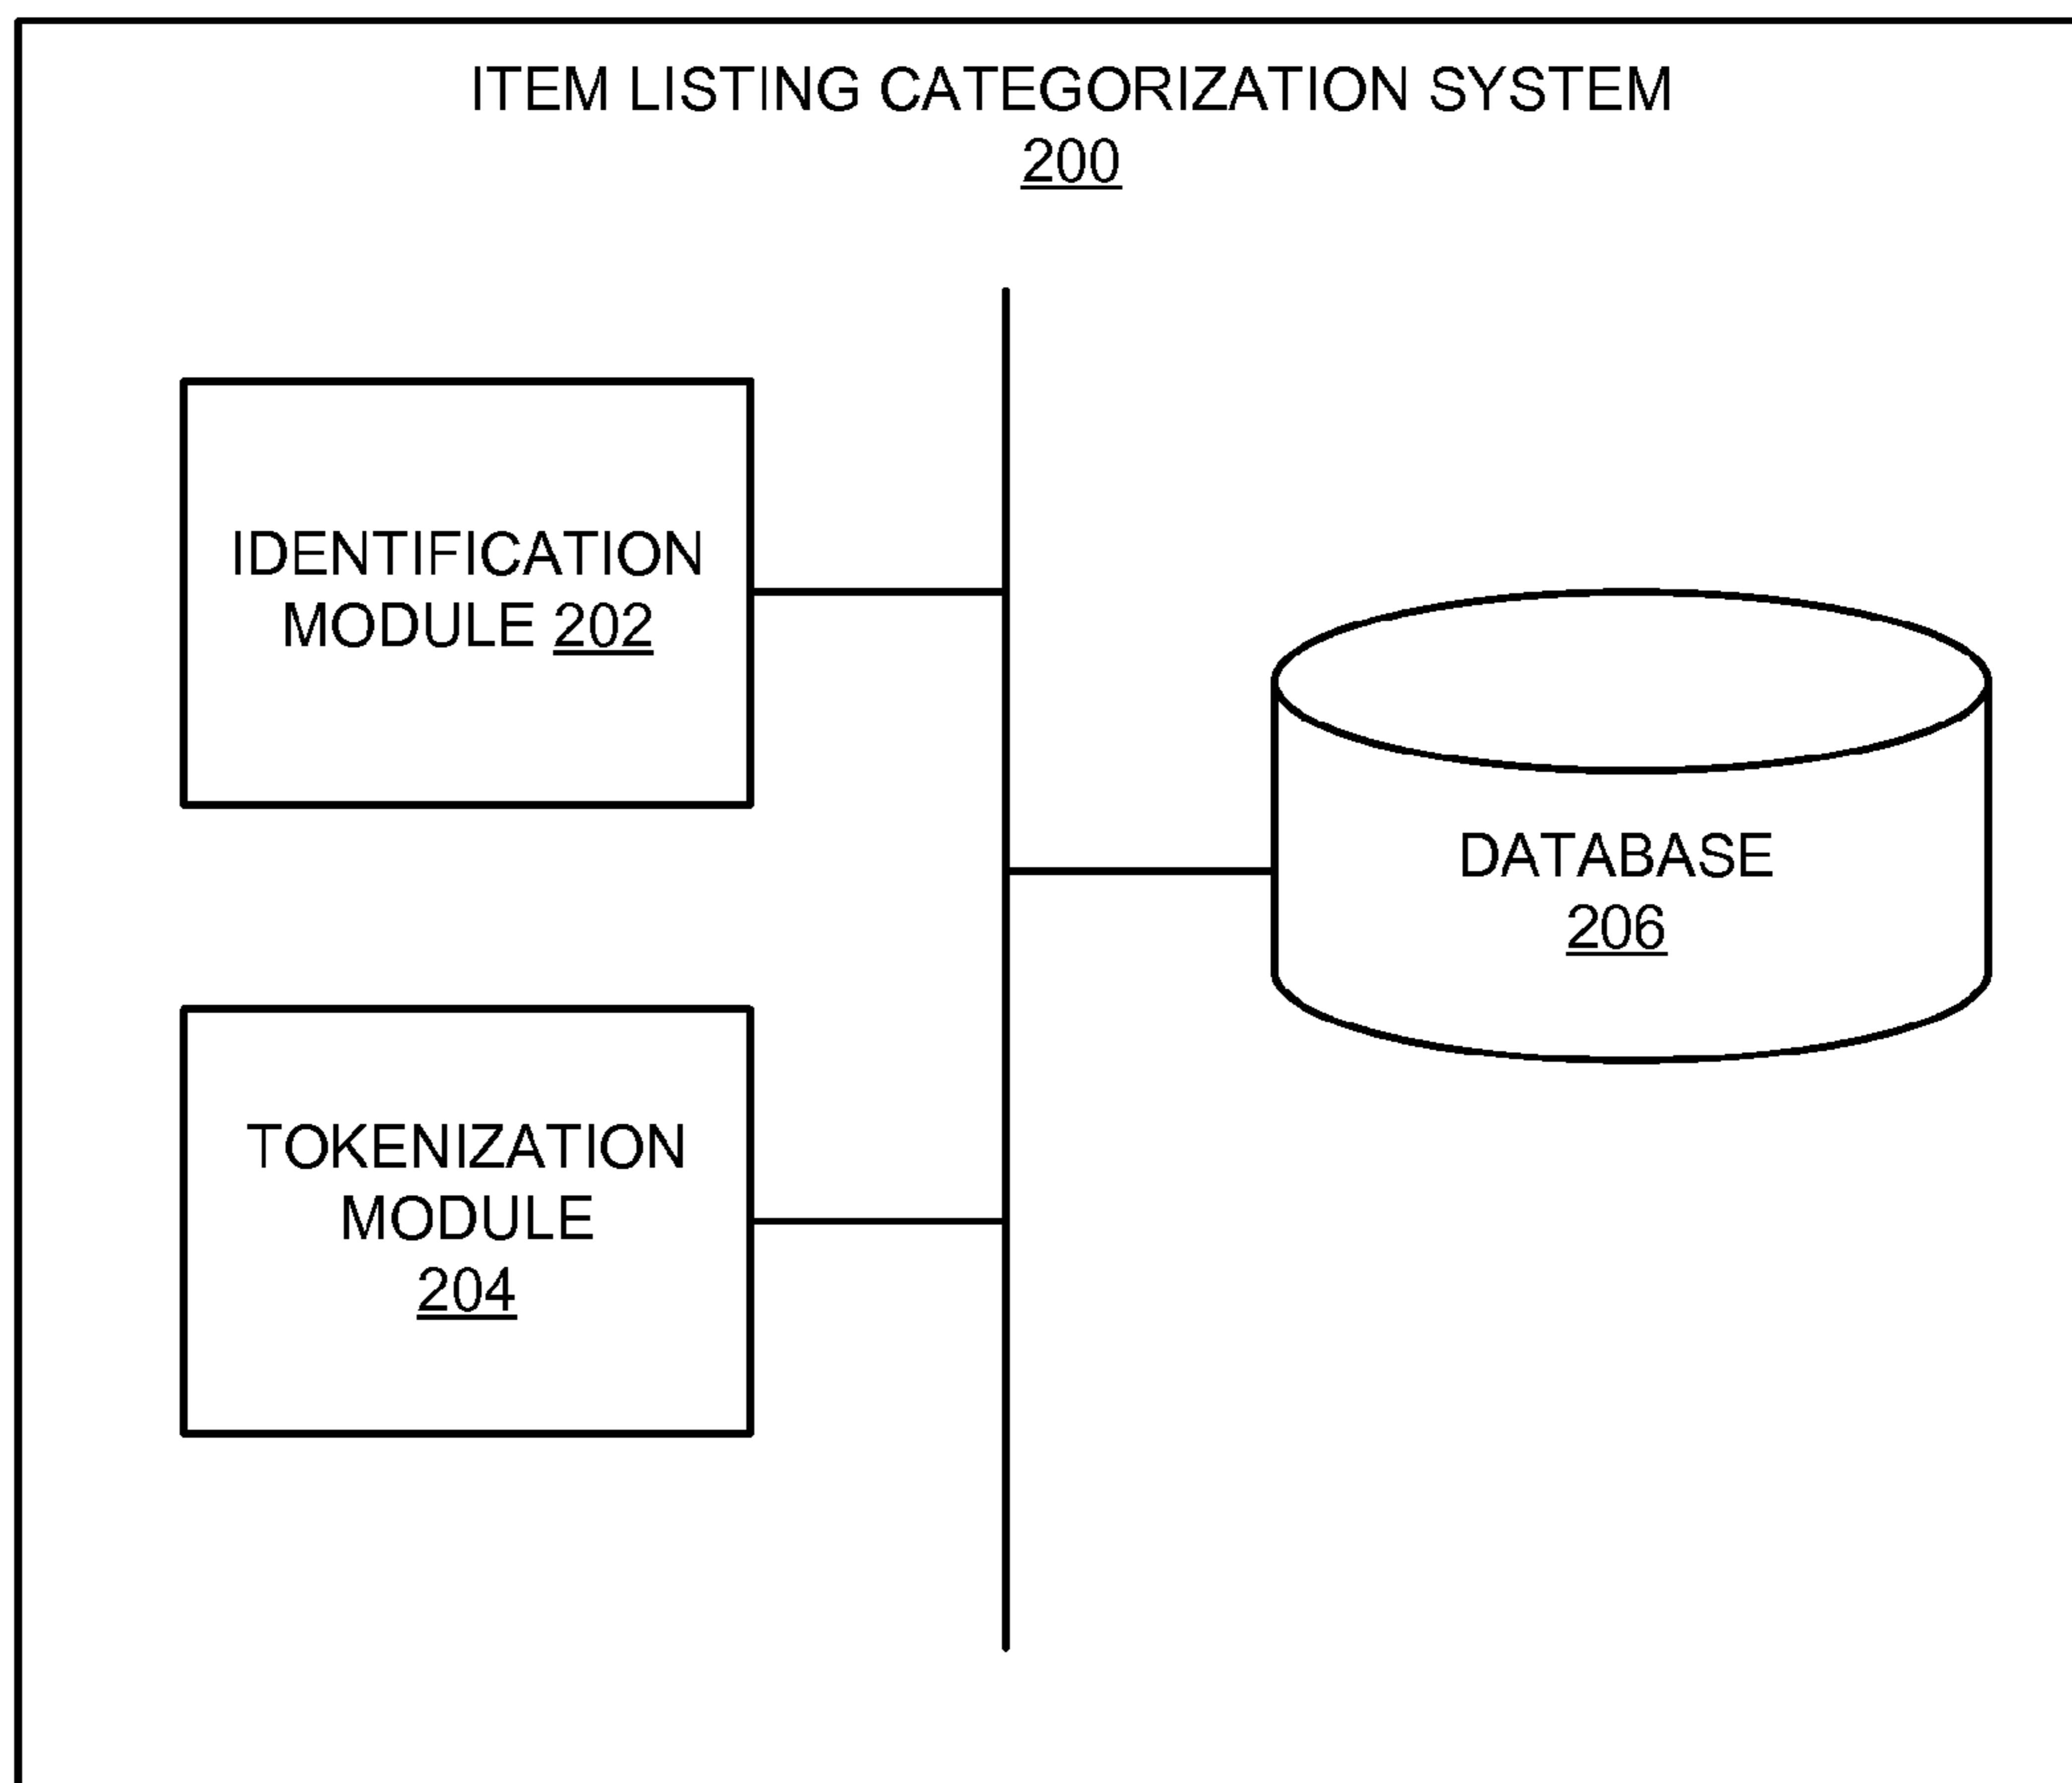 ITEM LISTING CATEGORIZATION SYSTEM
200
IDENTIFICATION
MODULE 202
DATABASE
206
TOKENIZATION
MODULE
204